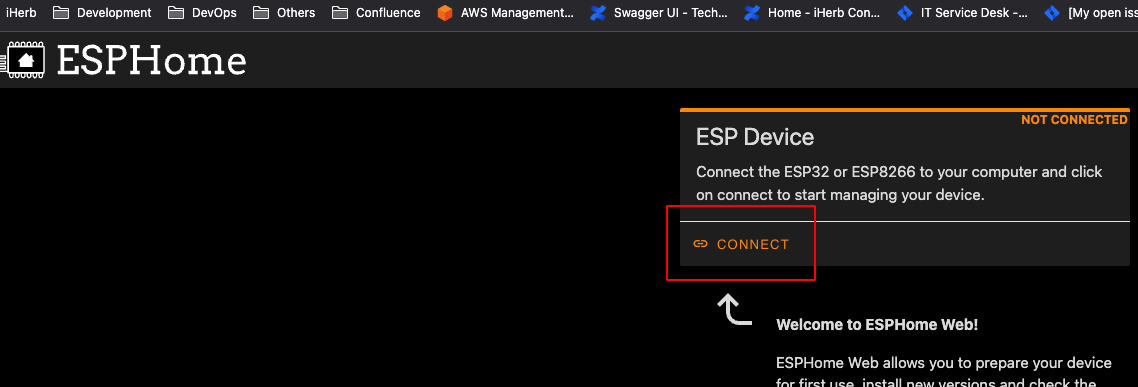 iHerb Development DevOps Others Confluence AWS Management... Swagger UI - Tech... Home - iHerb Con... IT Service Desk -... [My open iss
ESPHome
NOT CONNECTED
ESP Device
Connect the ESP32 or ESP8266 to your computer and click
on connect to start managing your device.
CONNECT
Welcome to ESPHome Web!
ESPHome Web allows you to prepare your device
for first use, install new versions and check the